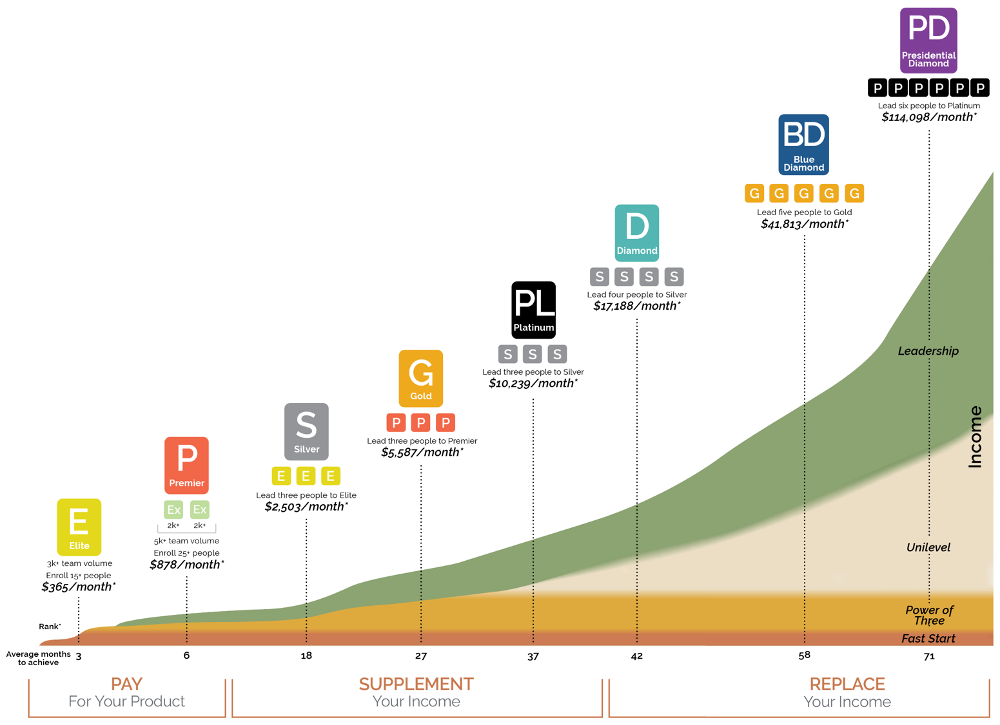 PD
Presidential
Diamond
P P P P P P
Lead six people to Platinum
$114,098/month*
BD
Blue
Diamond
G G G G G
Lead five people to Gold
$41,813/month*
D
Diamond
S S S S
Lead four people to Silver
$17,188/month*
PL
Platinum
S S S
Lead three people to Silver
$10,239/month*
G
Gold
P P P
Lead three people to Premier
$5,587/month*
S
Silver
E E E
Lead three people to Elite
$2,503/month*
P
Premier
Ex Ex
2k+ 2k+
5k+ team volume
Enroll 25+ people
$878/month*
E
Elite
3k+ team volume
Enroll 15+ people
$365/month*
Leadership
Income
Unilevel
Power of
Three
Fast Start
Rank*
Average months
to achieve
3 6 18 27 37 42 58 71
PAY
For Your Product
SUPPLEMENT
Your Income
REPLACE
Your Income